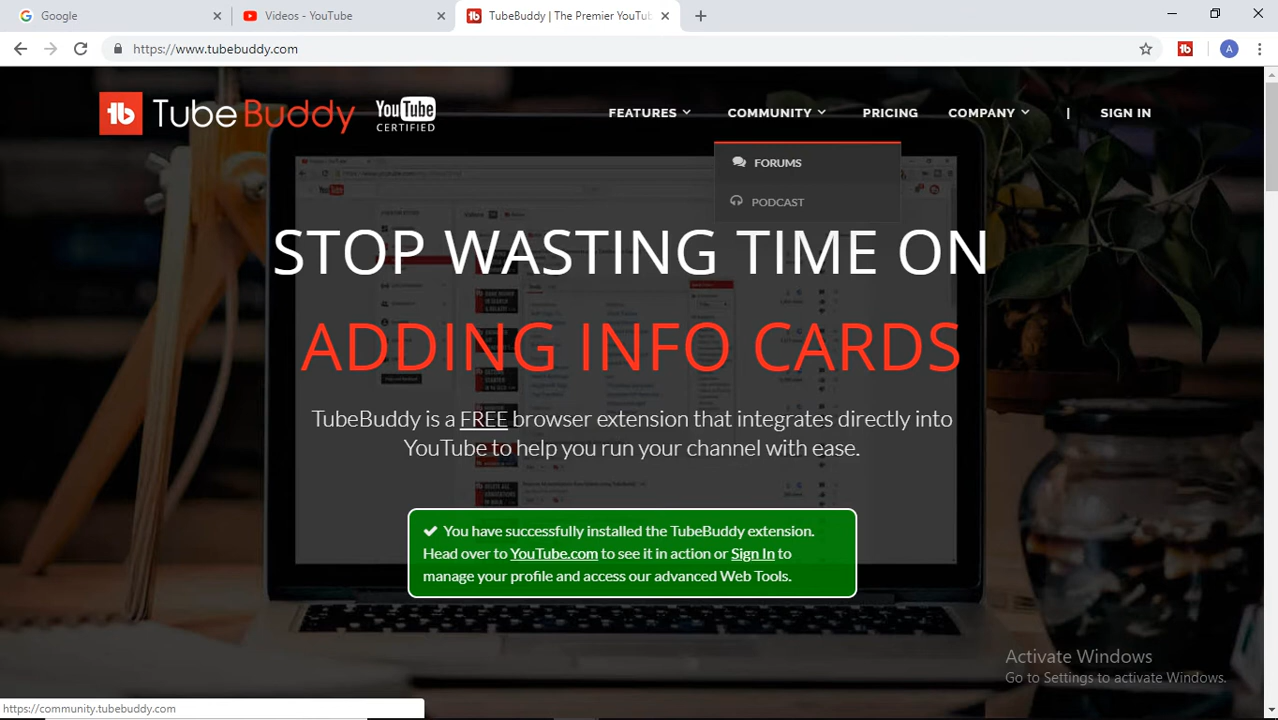 Google
Videos - YouTube
TubeBuddy | The Premier YouTub
https://www.tubebuddy.com
A
tb TubeBuddy YouTube CERTIFIED
FEATURES COMMUNITY PRICING COMPANY | SIGN IN
FORUMS
PODCAST
STOP WASTING TIME ON
ADDING INFO CARDS
TubeBuddy is a FREE browser extension that integrates directly into
YouTube to help you run your channel with ease.
You have successfully installed the TubeBuddy extension.
Head over to YouTube.com to see it in action or Sign In to
manage your profile and access our advanced Web Tools.
Activate Windows
Go to Settings to activate Windows.
https://community.tubebuddy.com